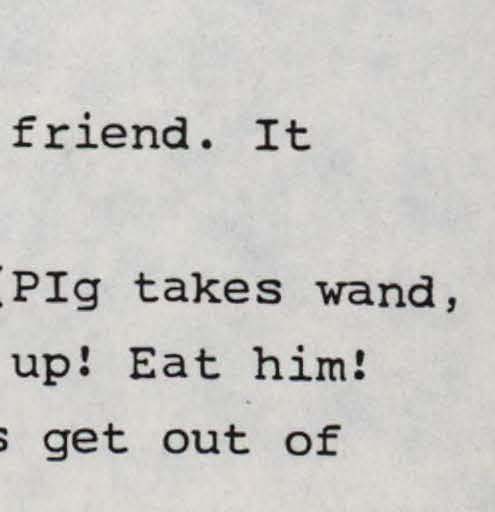 friend. It
(PIg takes wand,
up! Eat him!
s get out of